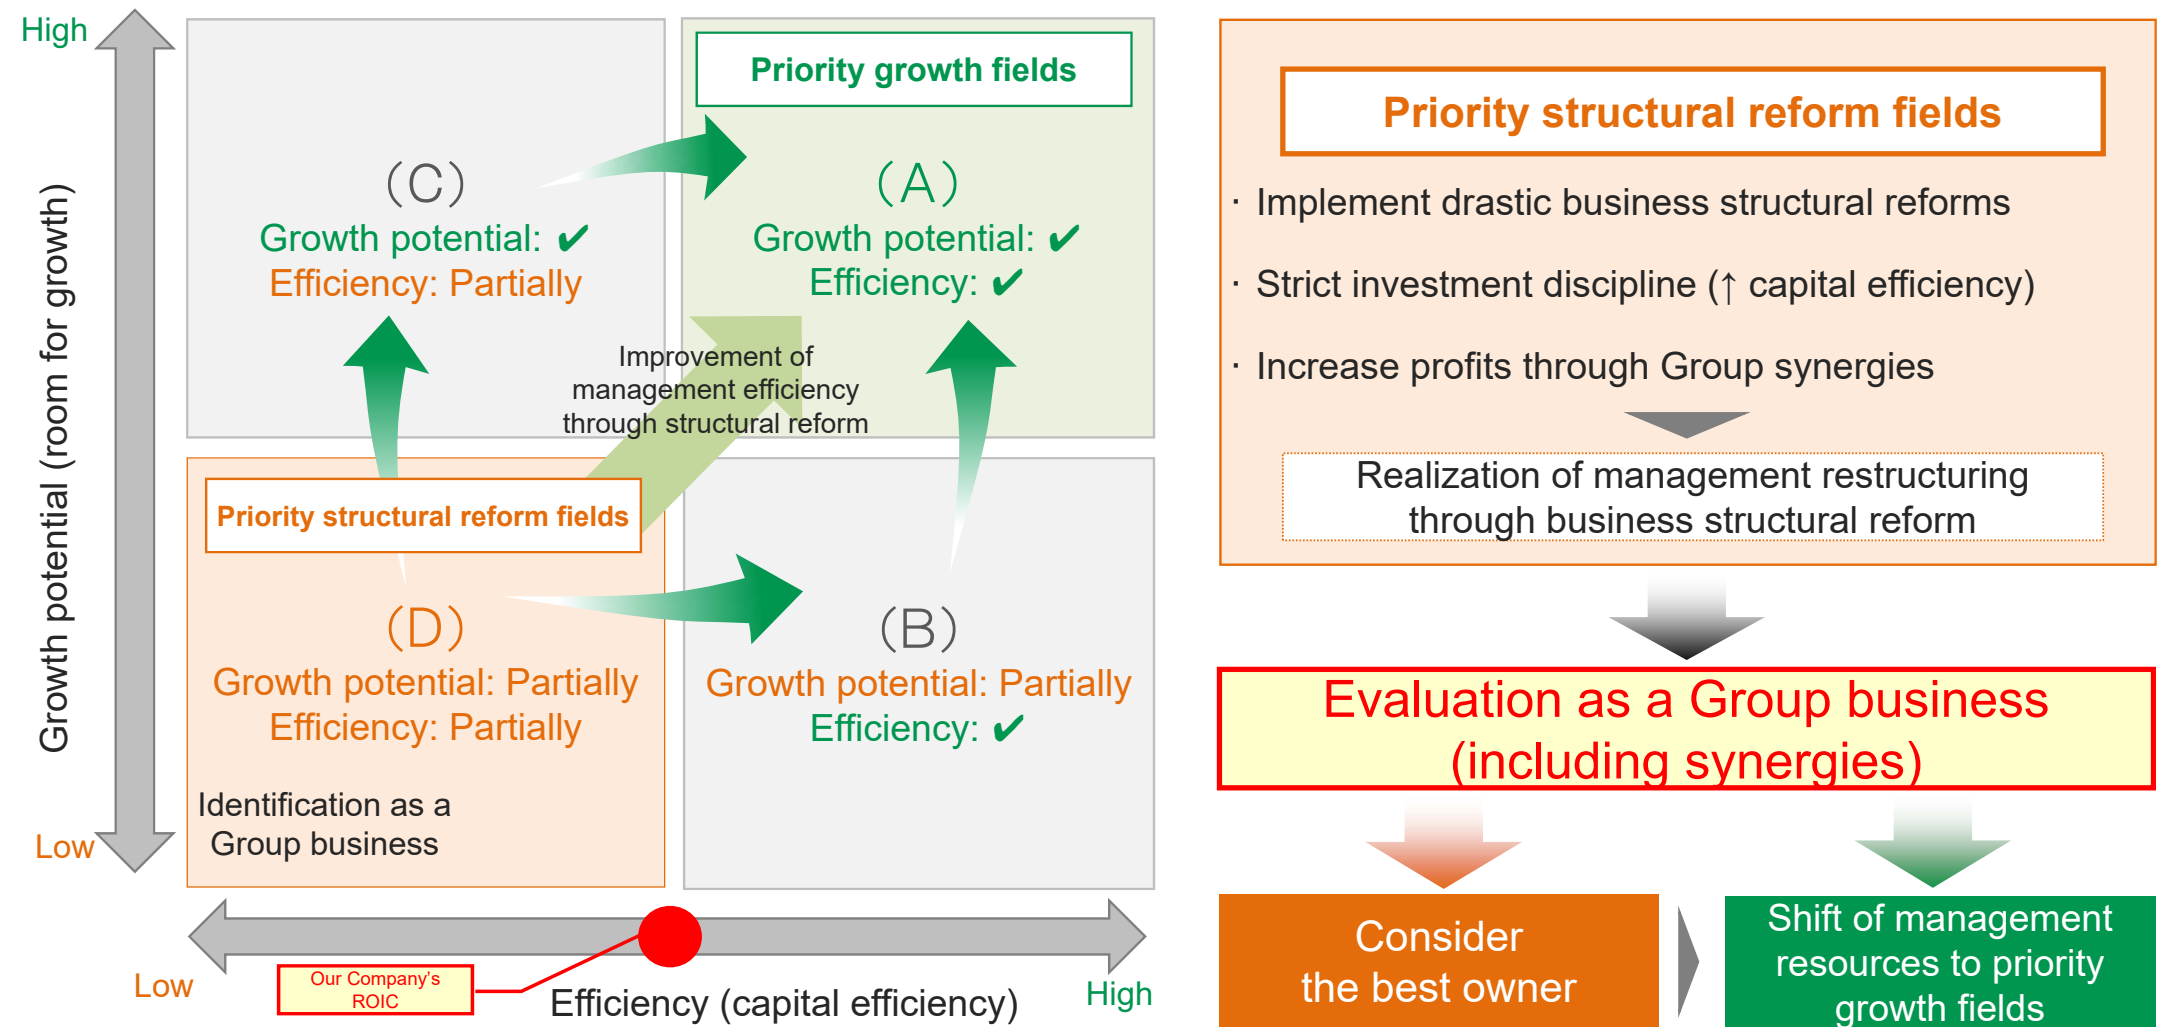 High
Growth potential (room for growth)
Low
Priority growth fields
(C)
Growth potential: ✔
Efficiency: Partially
(A)
Growth potential: ✔
Efficiency: ✔
Improvement of
management efficiency
through structural reform
Priority structural reform fields
(D)
Growth potential: Partially
Efficiency: Partially
Identification as a
Group business
(B)
Growth potential: Partially
Efficiency: ✔
Low
Our Company's
ROIC
Efficiency (capital efficiency)
High
Priority structural reform fields
· Implement drastic business structural reforms
· Strict investment discipline (↑ capital efficiency)
· Increase profits through Group synergies
Realization of management restructuring
through business structural reform
Evaluation as a Group business
(including synergies)
Consider
the best owner
Shift of management
resources to priority
growth fields